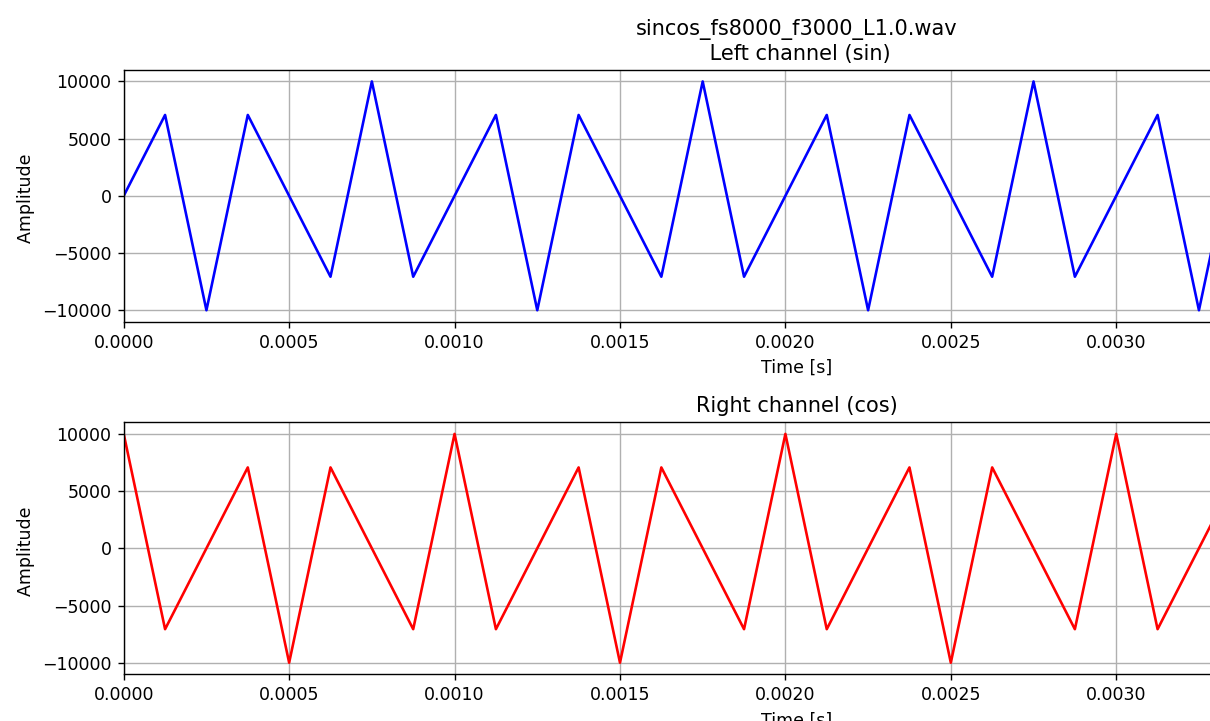 sincos_fs8000_f3000_L1.0.wav
Left channel (sin)
10000
5000
0
−5000
−10000
Amplitude
0.0000 0.0005 0.0010 0.0015 0.0020 0.0025 0.0030
Time [s]
Right channel (cos)
10000
5000
0
−5000
−10000
Amplitude
0.0000 0.0005 0.0010 0.0015 0.0020 0.0025 0.0030
Time [s]